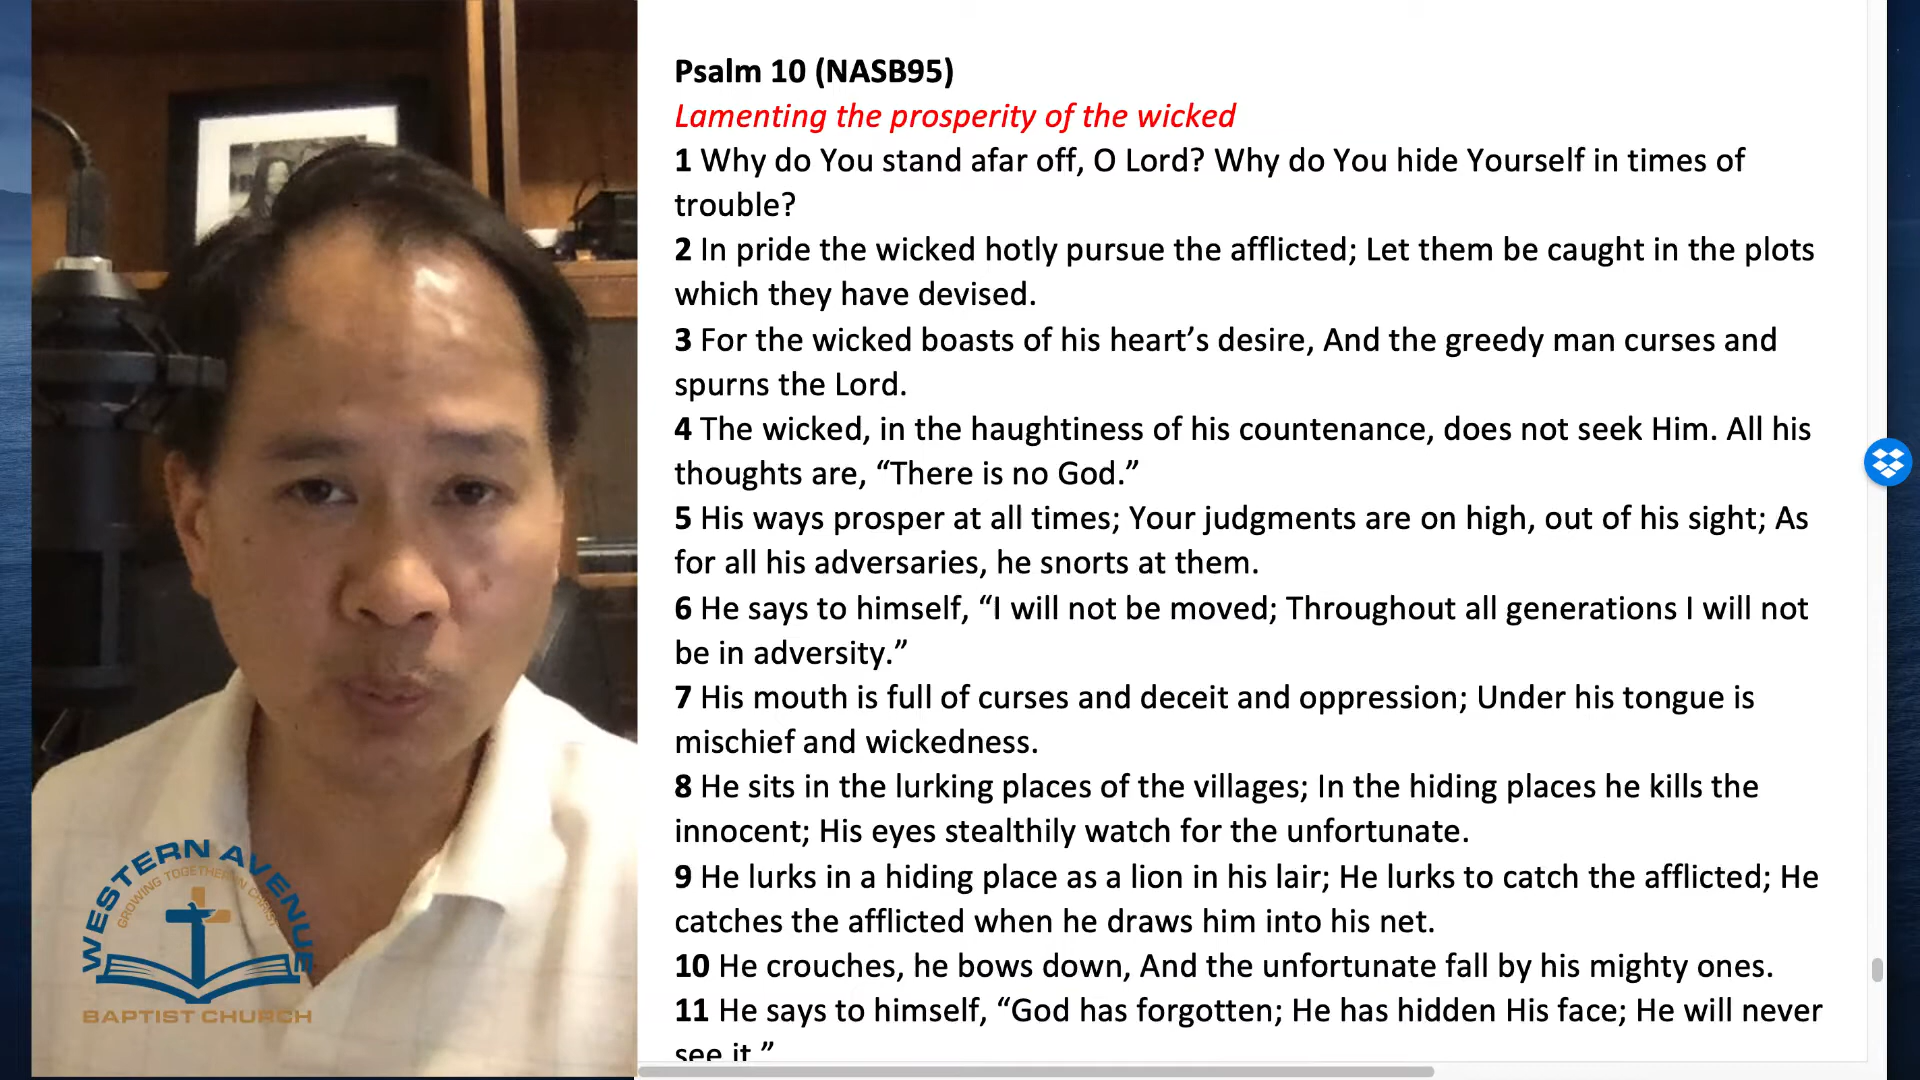 Psalm 10 (NASB95)
Lamenting the prosperity of the wicked
1 Why do You stand afar off, O Lord? Why do You hide Yourself in times of
trouble?
2 In pride the wicked hotly pursue the afflicted; Let them be caught in the plots
which they have devised.
3 For the wicked boasts of his heart’s desire, And the greedy man curses and
spurns the Lord.
4 The wicked, in the haughtiness of his countenance, does not seek Him. All his
thoughts are, “There is no God.”
5 His ways prosper at all times; Your judgments are on high, out of his sight; As
for all his adversaries, he snorts at them.
6 He says to himself, “I will not be moved; Throughout all generations I will not
be in adversity.”
7 His mouth is full of curses and deceit and oppression; Under his tongue is
mischief and wickedness.
8 He sits in the lurking places of the villages; In the hiding places he kills the
innocent; His eyes stealthily watch for the unfortunate.
9 He lurks in a hiding place as a lion in his lair; He lurks to catch the afflicted; He
catches the afflicted when he draws him into his net.
10 He crouches, he bows down, And the unfortunate fall by his mighty ones.
11 He says to himself, “God has forgotten; He has hidden His face; He will never
see it.”
WESTERN AVENUE
GROWING TOGETHER IN CHRIST
BAPTIST CHURCH